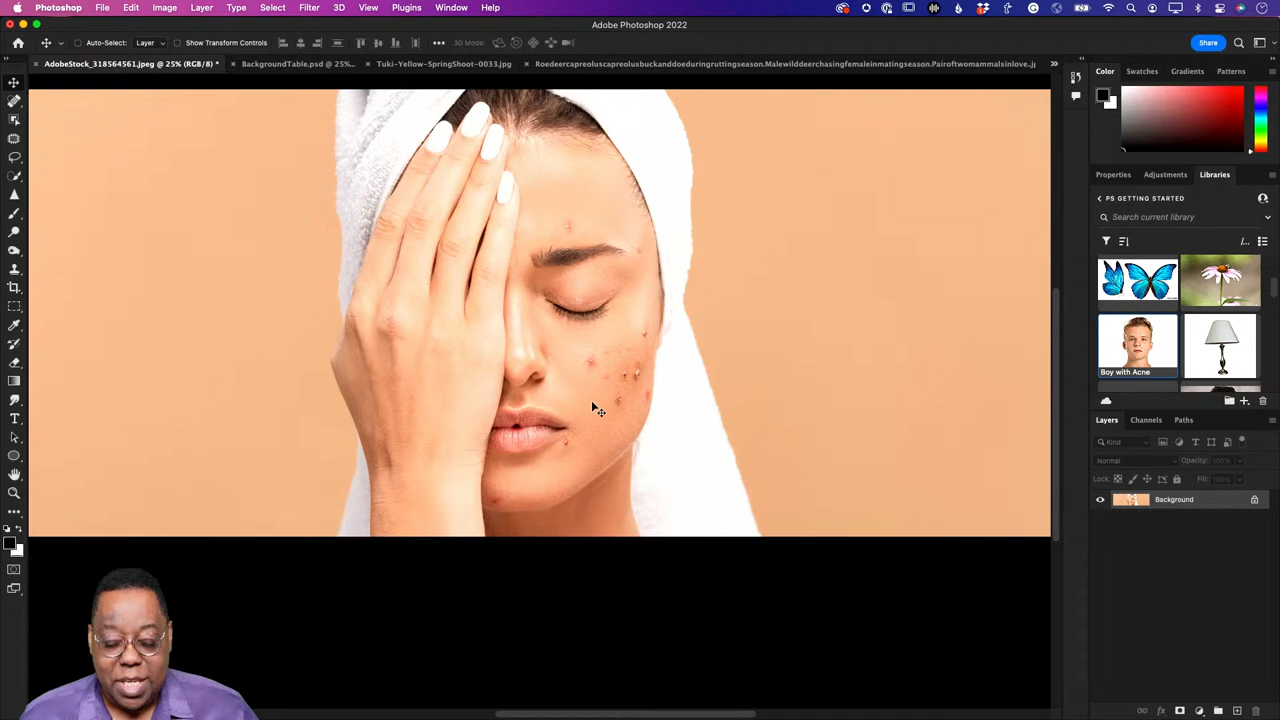 Photoshop File Edit Image Layer Type Select Filter 3D View Plugins Window Help
Adobe Photoshop 2022
Auto-Select: Layer Show Transform Controls 3D Mode: Share
AdobeStock_318564561.jpeg @ 25% (RGB/8) * BackgroundTable.psd @ 25%... Tuki-Yellow-SpringShoot-0033.jpg Roedeercapreoluscapreolusbuckanddoeduringruttingseason.Malewilddeerchasingfemaleinmatingseason.Pairoftwomammalsinlove.j
Color Swatches Gradients Patterns
Properties Adjustments Libraries
PS GETTING STARTED
Search current library
Boy with Acne
Layers Channels Paths
Kind
Normal Opacity: 100%
Lock: Fill: 100%
Background